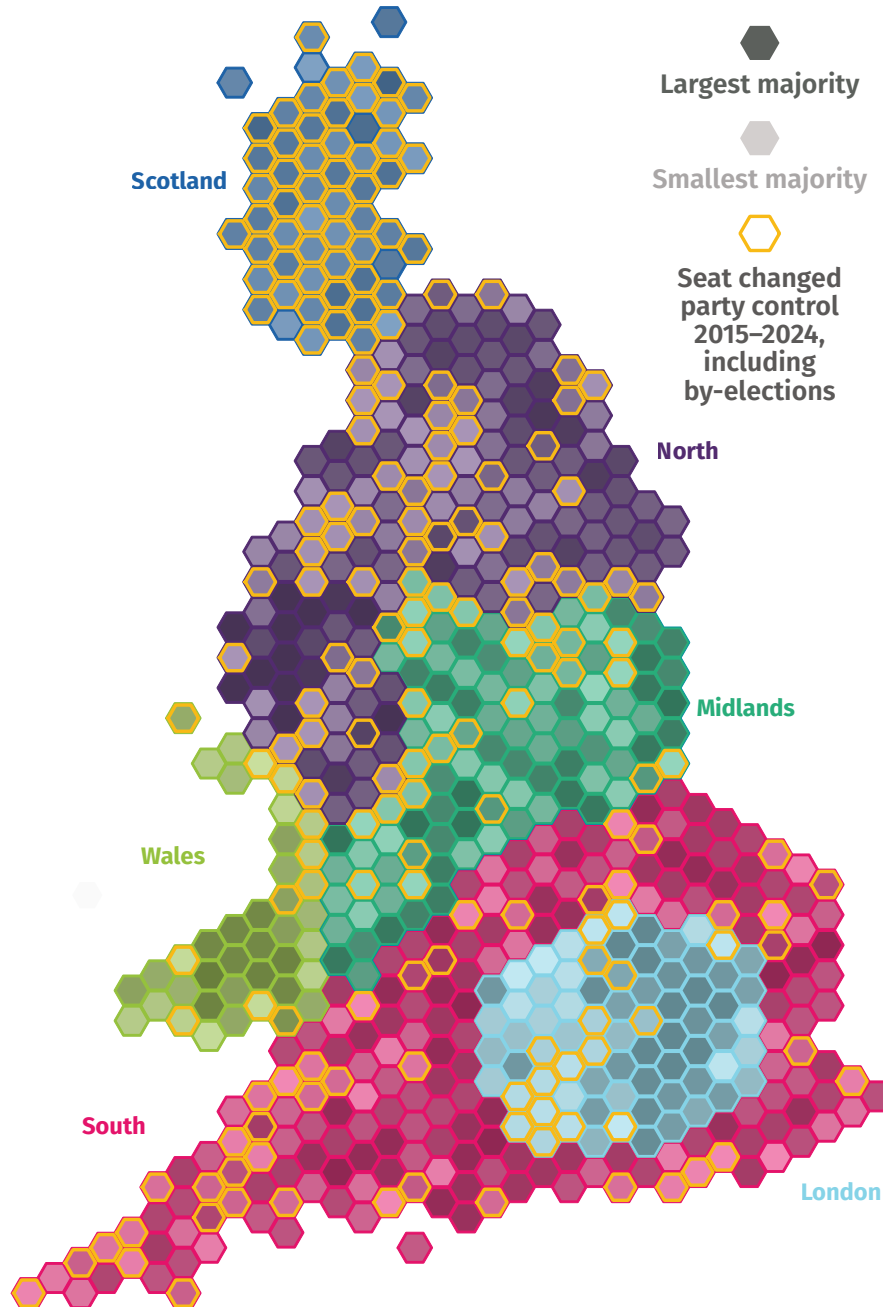 Largest majority
Smallest majority
Scotland
Seat changed
party control
2015–2024,
including
by-elections
North
Midlands
Wales
South
London